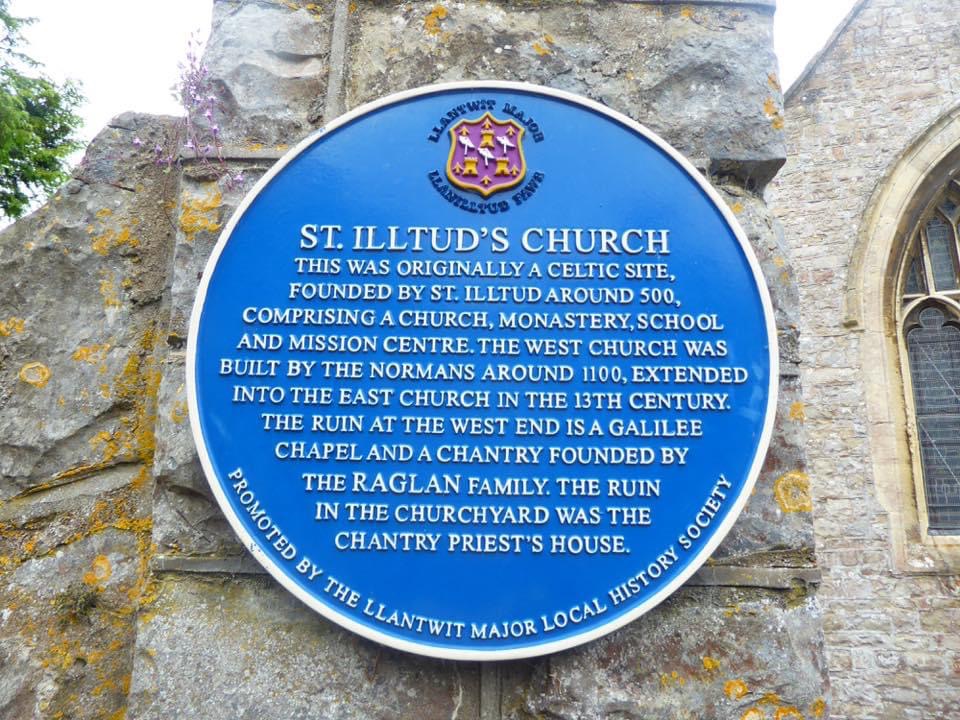 LLANTWIT MAJOR
LLANILLTUD FAWR
ST. ILLTUD'S CHURCH
THIS WAS ORIGINALLY A CELTIC SITE,
FOUNDED BY ST. ILLTUD AROUND 500,
COMPRISING A CHURCH, MONASTERY, SCHOOL
AND MISSION CENTRE. THE WEST CHURCH WAS
BUILT BY THE NORMANS AROUND 1100, EXTENDED
INTO THE EAST CHURCH IN THE 13TH CENTURY.
THE RUIN AT THE WEST END IS A GALILEE
CHAPEL AND A CHANTRY FOUNDED BY
THE RAGLAN FAMILY. THE RUIN
IN THE CHURCHYARD WAS THE
CHANTRY PRIEST'S HOUSE.
PROMOTED BY THE LLANTWIT MAJOR LOCAL HISTORY SOCIETY